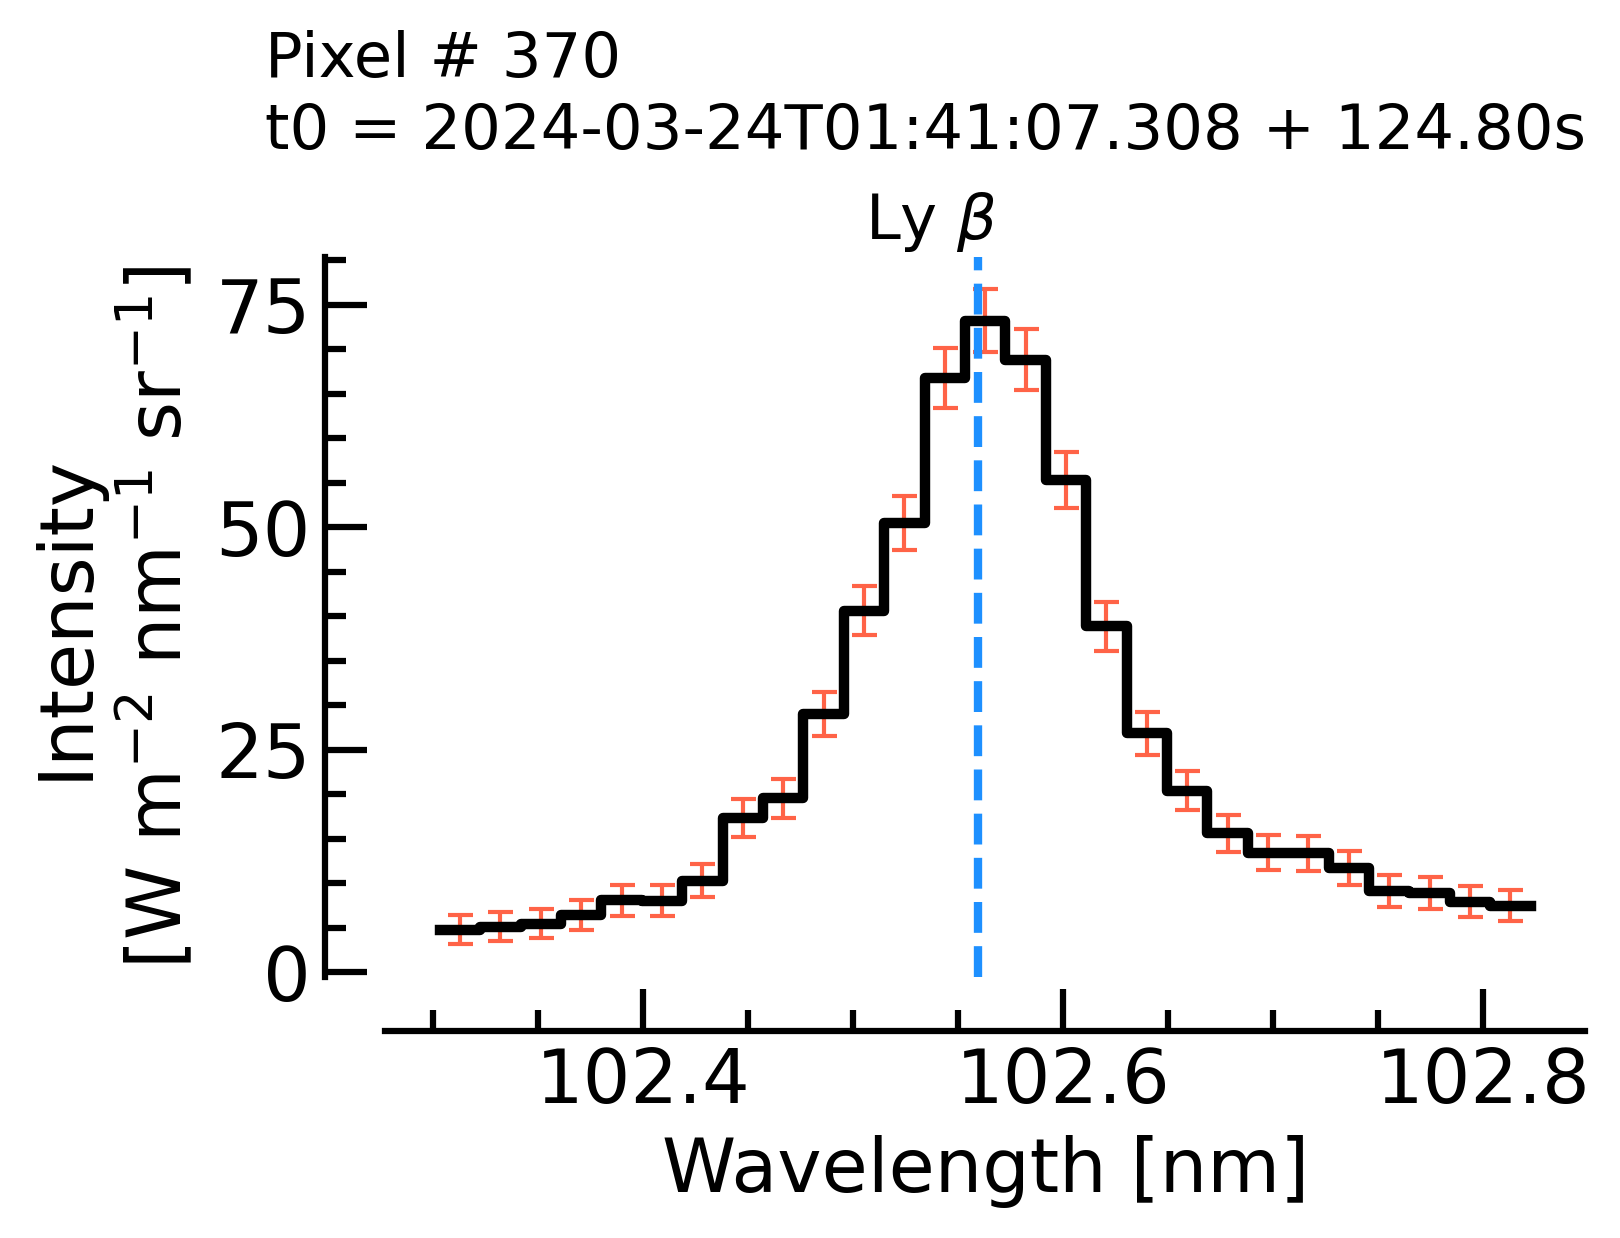 Pixel # 370
t0 = 2024-03-24T01:41:07.308 + 124.80s
Ly β
Intensity
[W m⁻² nm⁻¹ sr⁻¹]
75
50
25
0
102.4 102.6 102.8
Wavelength [nm]